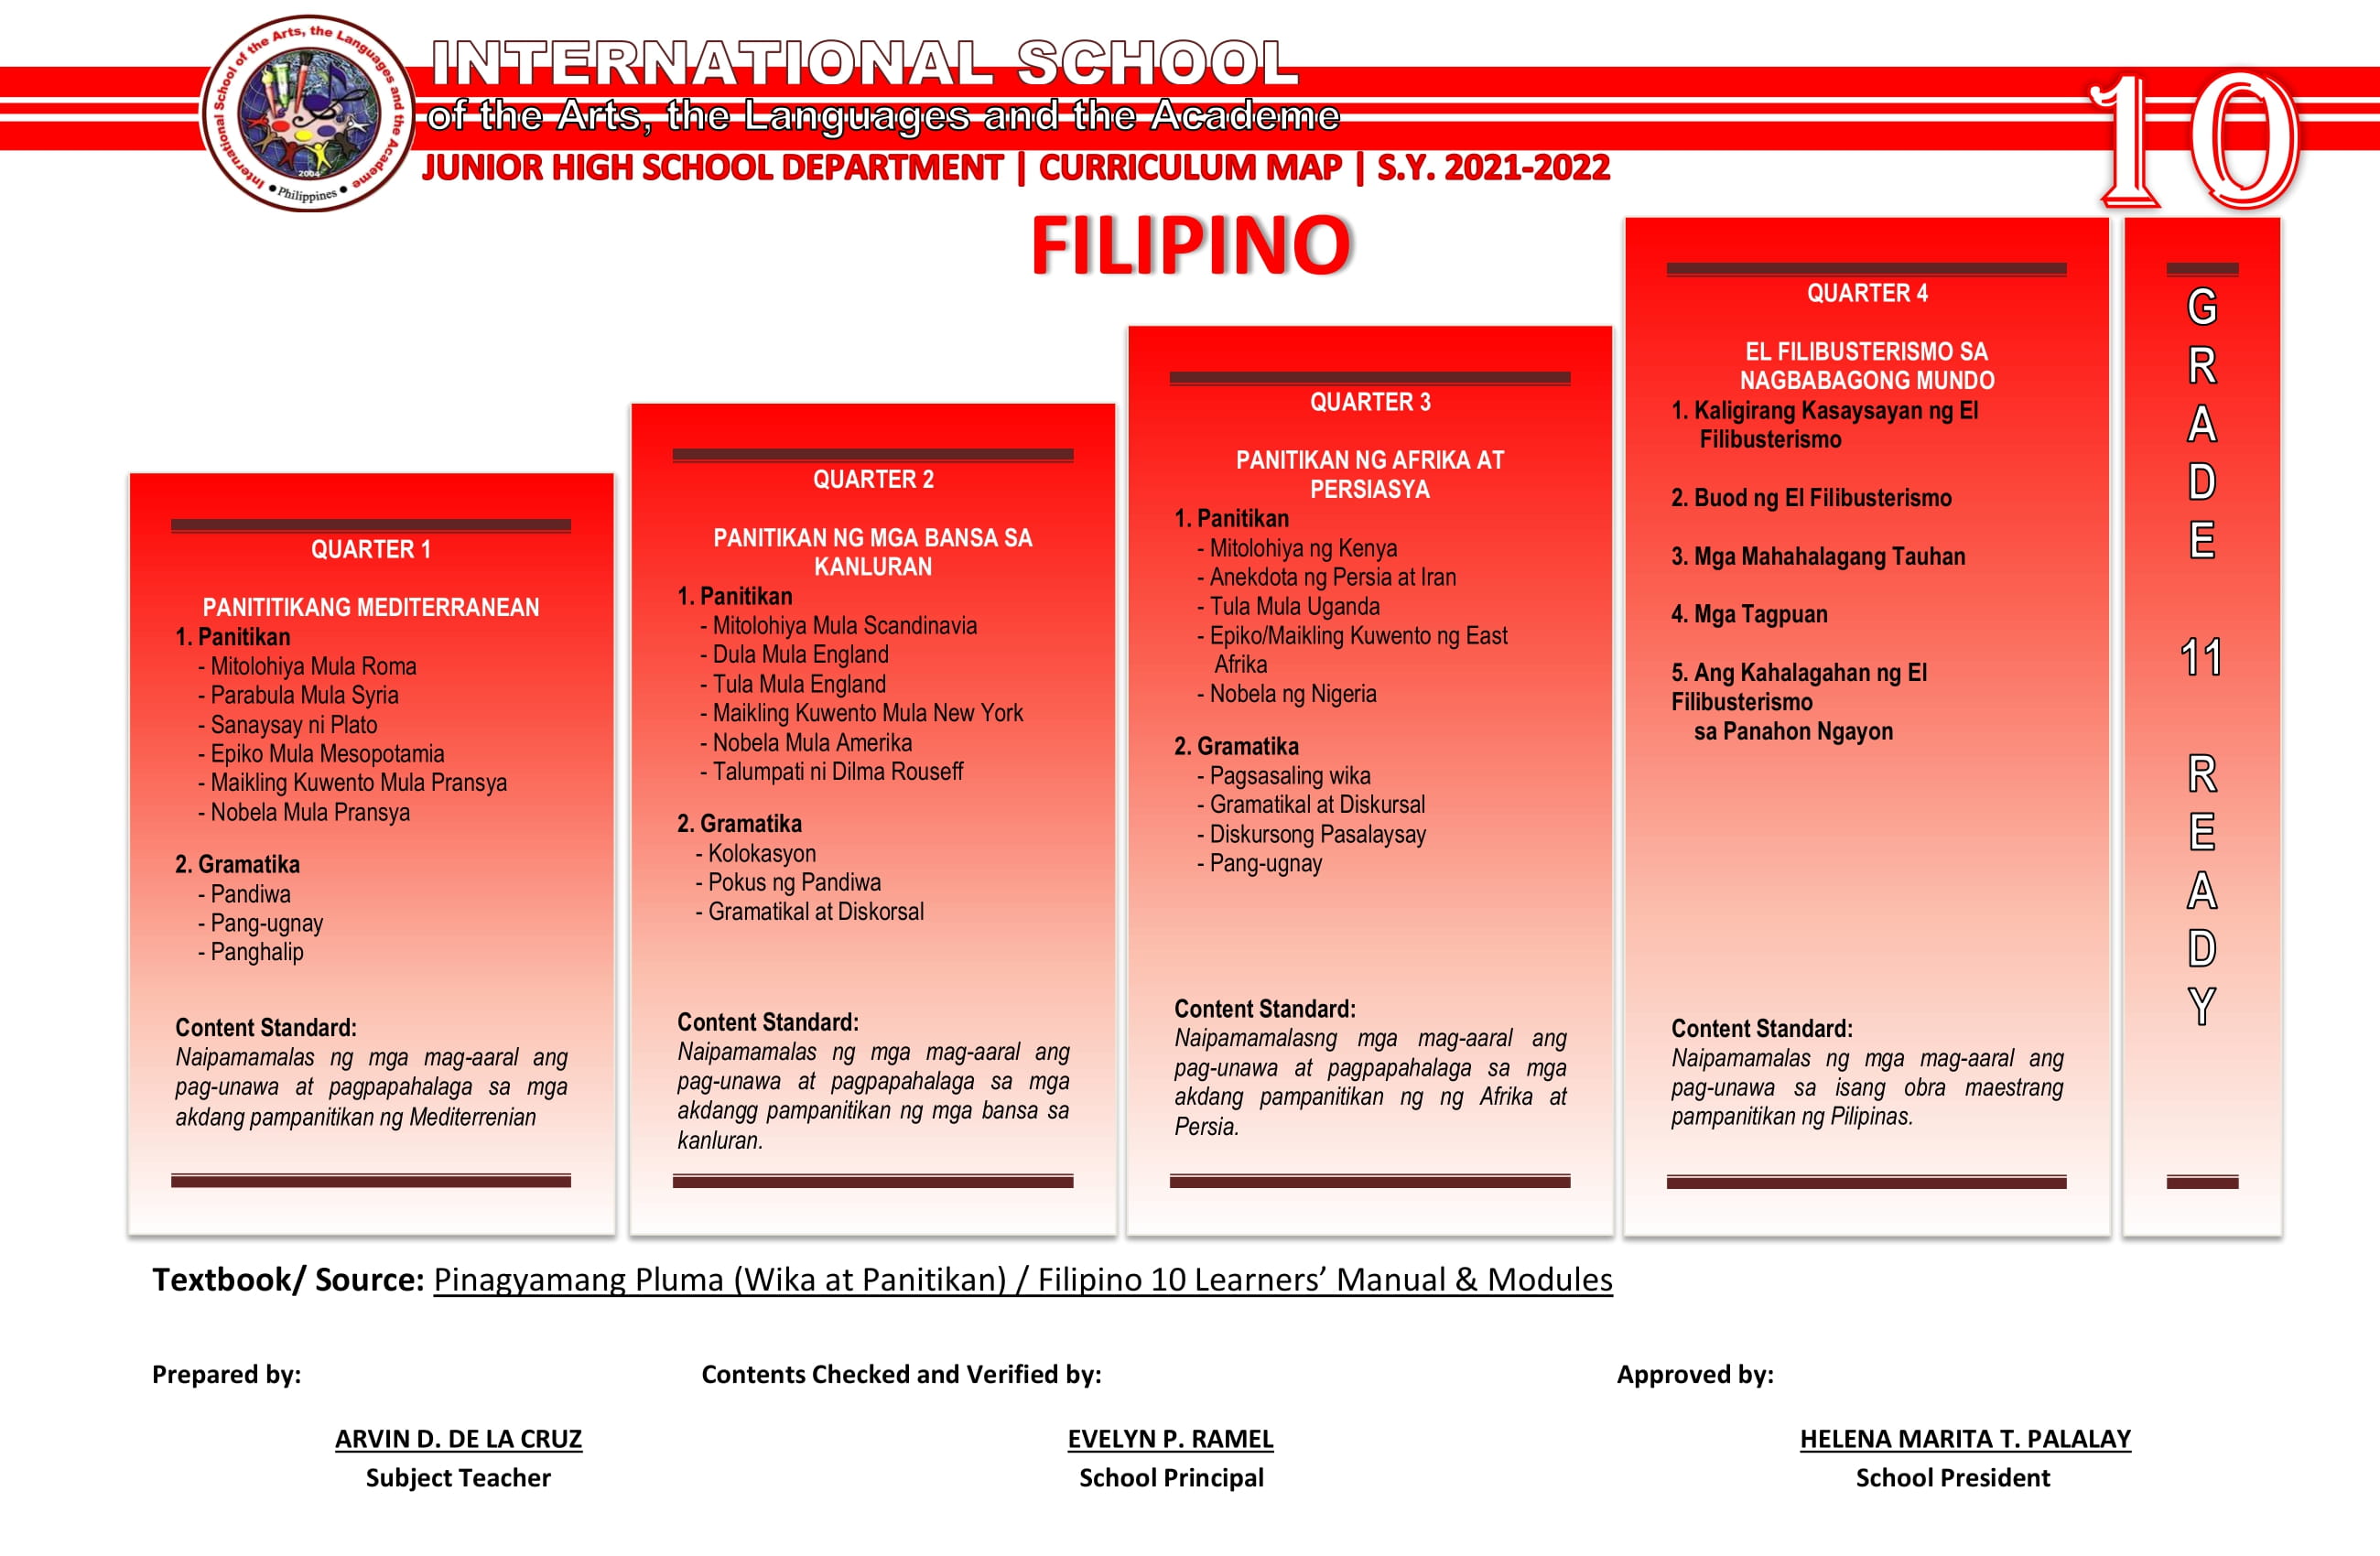 International School of the Arts, the Languages and the Academe
2004
• Philippines •
INTERNATIONAL SCHOOL
of the Arts, the Languages and the Academe
JUNIOR HIGH SCHOOL DEPARTMENT | CURRICULUM MAP | S.Y. 2021-2022
10
FILIPINO
QUARTER 1
PANITITIKANG MEDITERRANEAN
1. Panitikan
- Mitolohiya Mula Roma
- Parabula Mula Syria
- Sanaysay ni Plato
- Epiko Mula Mesopotamia
- Maikling Kuwento Mula Pransya
- Nobela Mula Pransya
2. Gramatika
- Pandiwa
- Pang-ugnay
- Panghalip
Content Standard:
Naipamamalas ng mga mag-aaral ang
pag-unawa at pagpapahalaga sa mga
akdang pampanitikan ng Mediterrenian
QUARTER 2
PANITIKAN NG MGA BANSA SA
KANLURAN
1. Panitikan
- Mitolohiya Mula Scandinavia
- Dula Mula England
- Tula Mula England
- Maikling Kuwento Mula New York
- Nobela Mula Amerika
- Talumpati ni Dilma Rouseff
2. Gramatika
- Kolokasyon
- Pokus ng Pandiwa
- Gramatikal at Diskorsal
Content Standard:
Naipamamalas ng mga mag-aaral ang
pag-unawa at pagpapahalaga sa mga
akdangg pampanitikan ng mga bansa sa
kanluran.
QUARTER 3
PANITIKAN NG AFRIKA AT
PERSIASYA
1. Panitikan
- Mitolohiya ng Kenya
- Anekdota ng Persia at Iran
- Tula Mula Uganda
- Epiko/Maikling Kuwento ng East
Afrika
- Nobela ng Nigeria
2. Gramatika
- Pagsasaling wika
- Gramatikal at Diskursal
- Diskursong Pasalaysay
- Pang-ugnay
Content Standard:
Naipamamalasng mga mag-aaral ang
pag-unawa at pagpapahalaga sa mga
akdang pampanitikan ng ng Afrika at
Persia.
QUARTER 4
EL FILIBUSTERISMO SA
NAGBABAGONG MUNDO
1. Kaligirang Kasaysayan ng El
Filibusterismo
2. Buod ng El Filibusterismo
3. Mga Mahahalagang Tauhan
4. Mga Tagpuan
5. Ang Kahalagahan ng El
Filibusterismo
sa Panahon Ngayon
Content Standard:
Naipamamalas ng mga mag-aaral ang
pag-unawa sa isang obra maestrang
pampanitikan ng Pilipinas.
G
R
A
D
E
11
R
E
A
D
Y
Textbook/ Source: Pinagyamang Pluma (Wika at Panitikan) / Filipino 10 Learners’ Manual & Modules
Prepared by:
Contents Checked and Verified by:
Approved by:
ARVIN D. DE LA CRUZ
EVELYN P. RAMEL
HELENA MARITA T. PALALAY
Subject Teacher
School Principal
School President